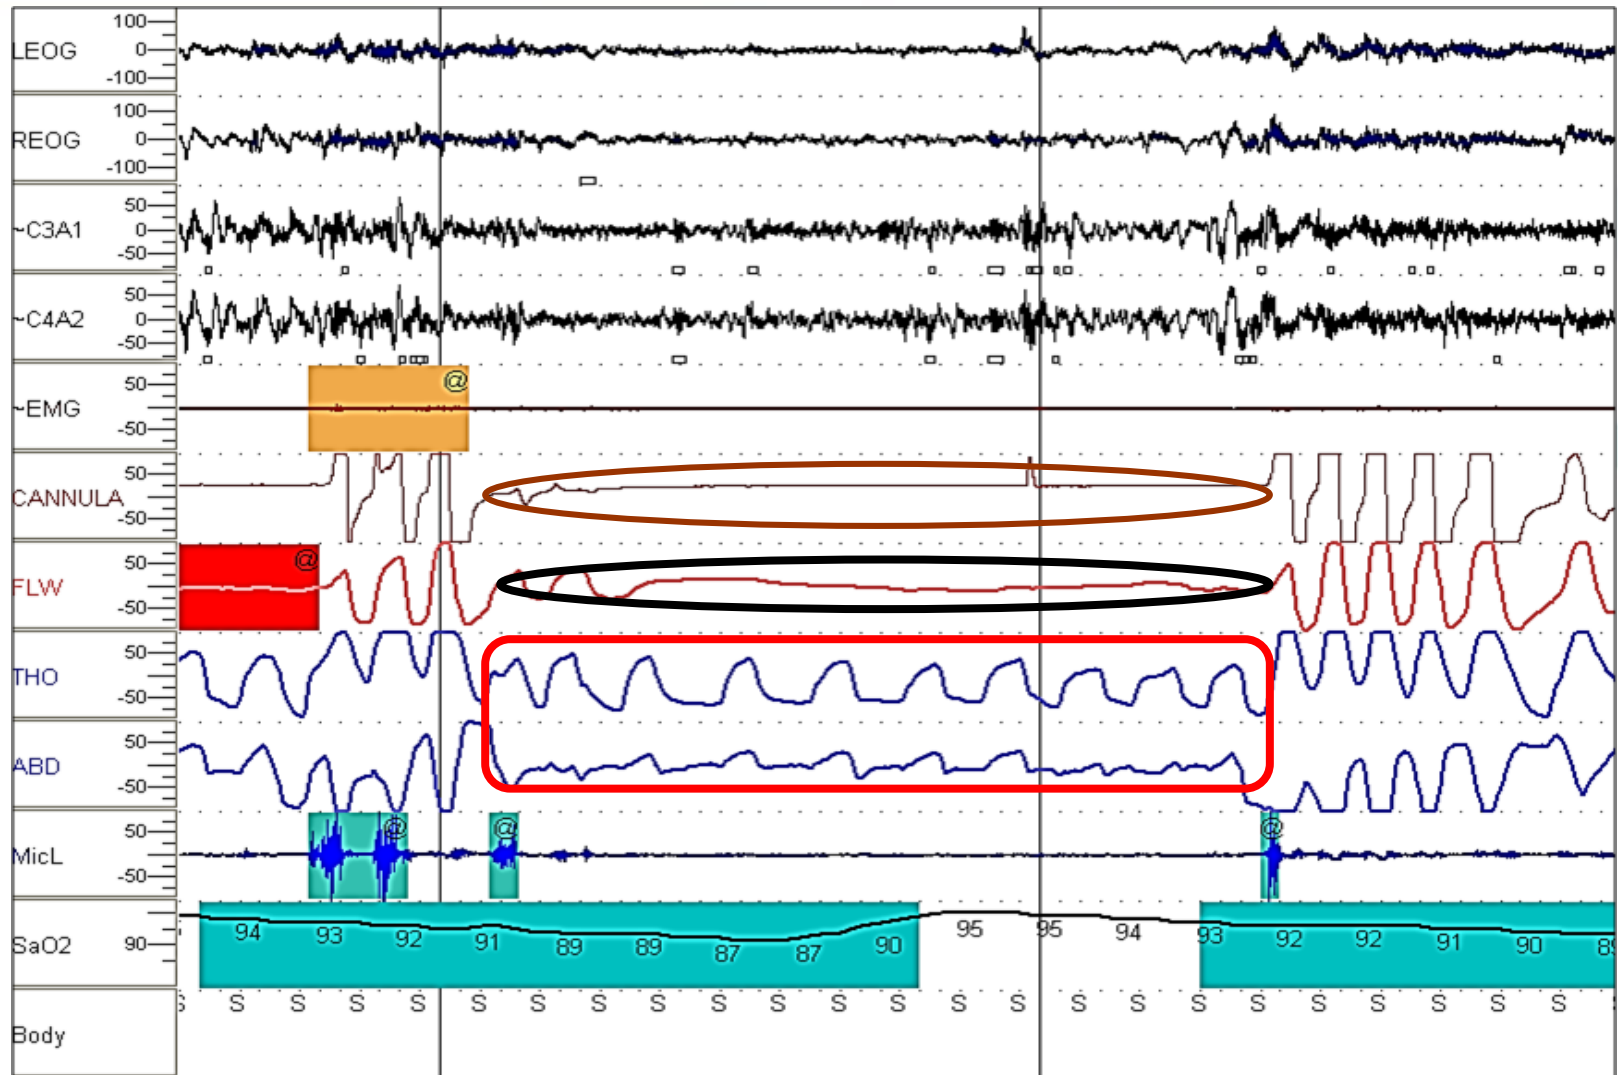 LEOG 100 0 -100
REOG 100 0 -100
~C3A1 50 0 -50
~C4A2 50 0 -50
~EMG 50 -50 @
CANNULA 50 -50
FLW 50 -50 @
THO 50 -50
ABD 50 -50
MicL 50 -50 @ @ @
SaO2 90 94 93 92 91 89 89 87 87 90 95 95 94 93 92 92 91 90 89
Body S S S S S S S S S S S S S S S S S S S S S S S S